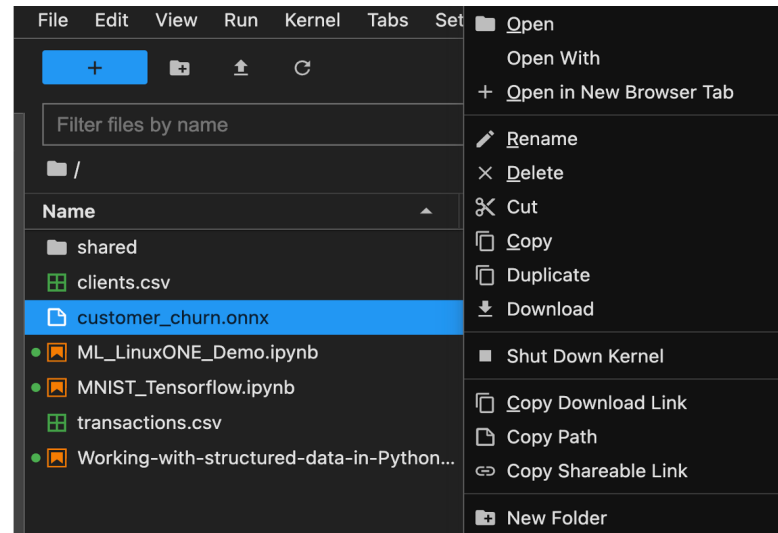 File Edit View Run Kernel Tabs Set
+
Filter files by name
/
Name
shared
clients.csv
customer_churn.onnx
ML_LinuxONE_Demo.ipynb
MNIST_Tensorflow.ipynb
transactions.csv
Working-with-structured-data-in-Python...
Open
Open With
Open in New Browser Tab
Rename
Delete
Cut
Copy
Duplicate
Download
Shut Down Kernel
Copy Download Link
Copy Path
Copy Shareable Link
New Folder